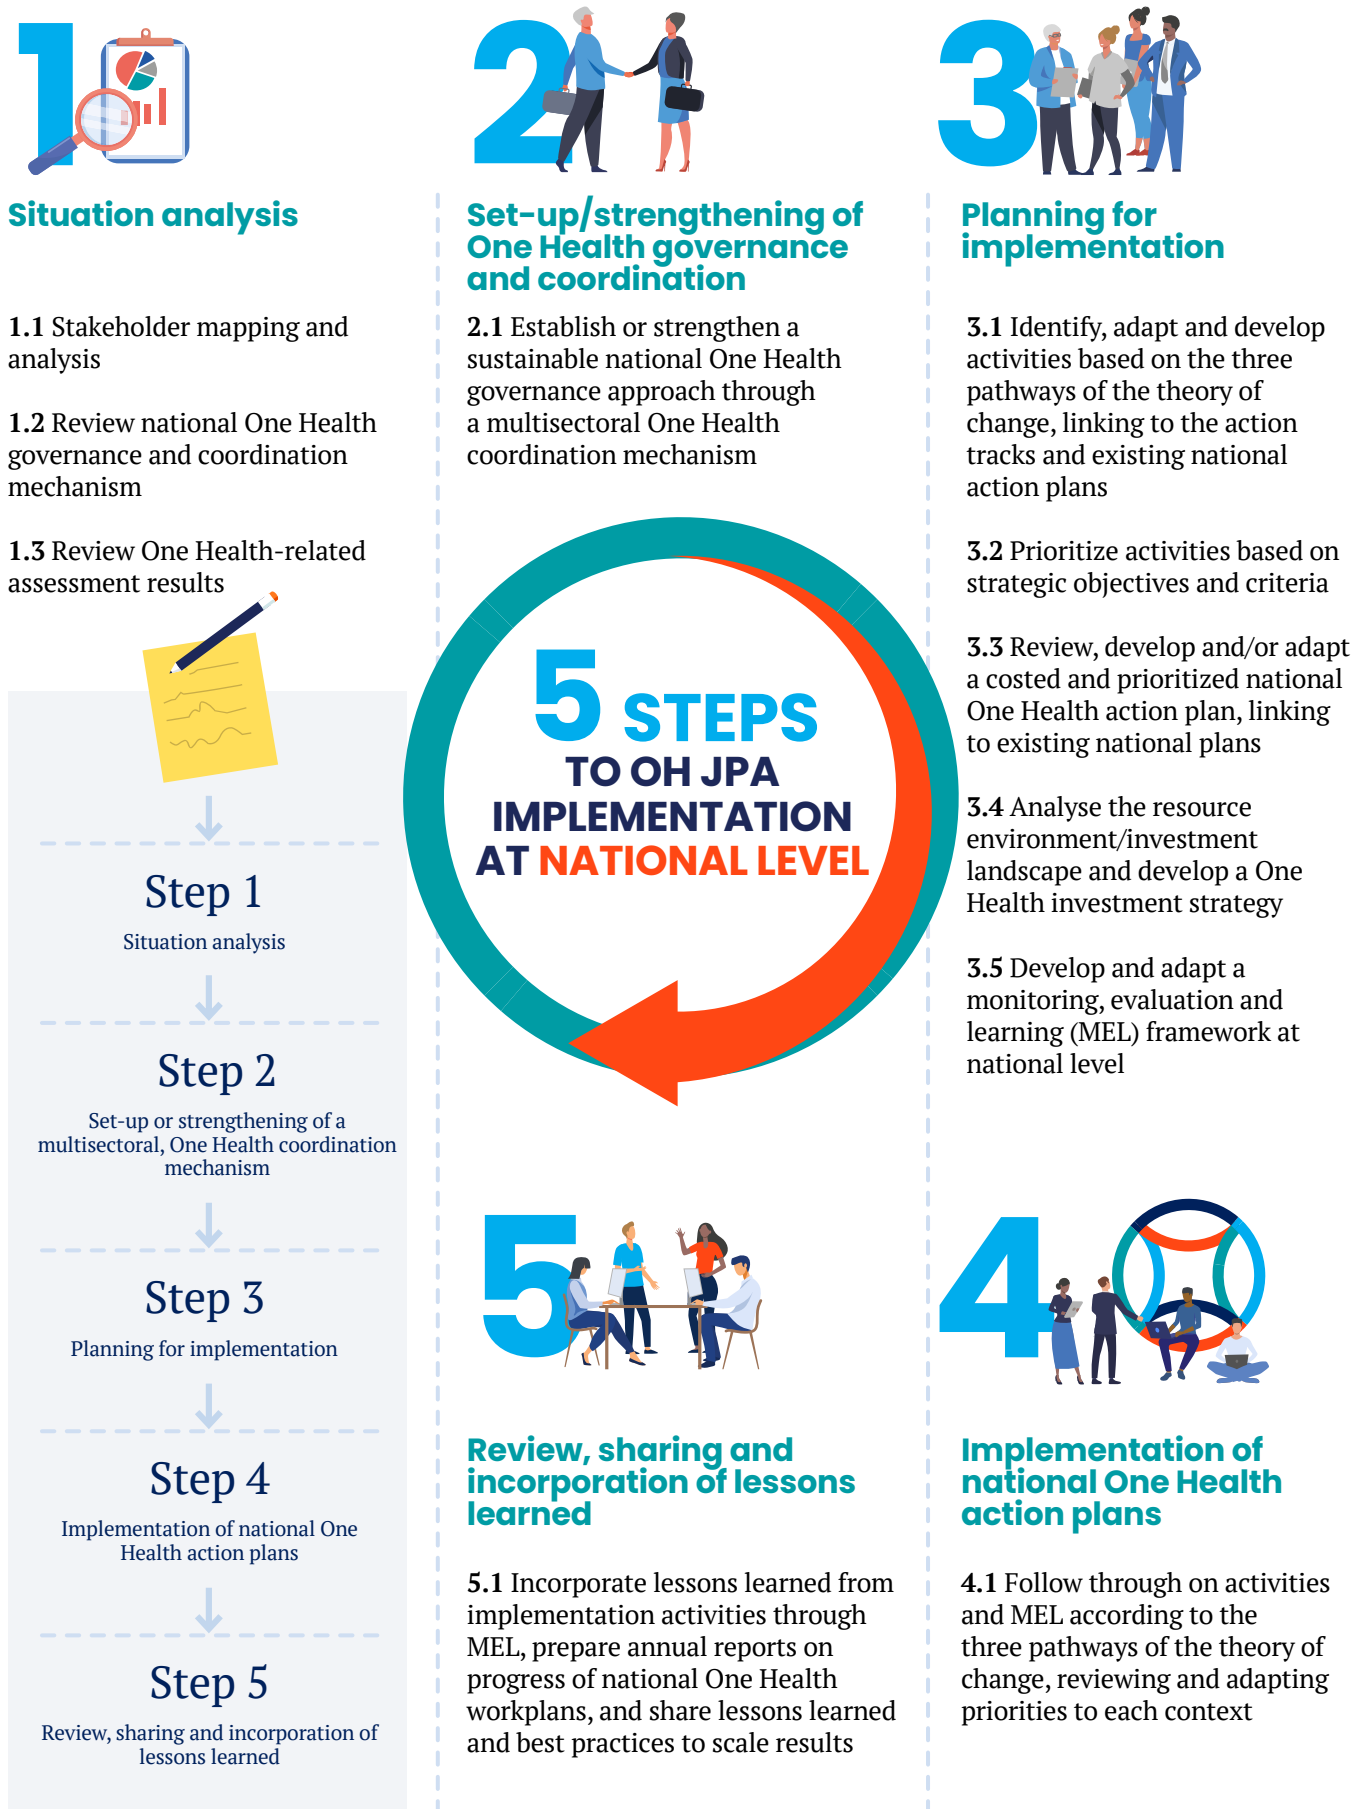 1
Situation analysis
1.1 Stakeholder mapping and
analysis
1.2 Review national One Health
governance and coordination
mechanism
1.3 Review One Health-related
assessment results
2
Set-up/strengthening of
One Health governance
and coordination
2.1 Establish or strengthen a
sustainable national One Health
governance approach through
a multisectoral One Health
coordination mechanism
3
Planning for
implementation
3.1 Identify, adapt and develop
activities based on the three
pathways of the theory of
change, linking to the action
tracks and existing national
action plans
3.2 Prioritize activities based on
strategic objectives and criteria
3.3 Review, develop and/or adapt
a costed and prioritized national
One Health action plan, linking
to existing national plans
3.4 Analyse the resource
environment/investment
landscape and develop a One
Health investment strategy
3.5 Develop and adapt a
monitoring, evaluation and
learning (MEL) framework at
national level
5 STEPS
TO OH JPA
IMPLEMENTATION
AT NATIONAL LEVEL
4
Implementation of
national One Health
action plans
4.1 Follow through on activities
and MEL according to the
three pathways of the theory of
change, reviewing and adapting
priorities to each context
5
Review, sharing and
incorporation of lessons
learned
5.1 Incorporate lessons learned from
implementation activities through
MEL, prepare annual reports on
progress of national One Health
workplans, and share lessons learned
and best practices to scale results
Step 1
Situation analysis
Step 2
Set-up or strengthening of a
multisectoral, One Health coordination
mechanism
Step 3
Planning for implementation
Step 4
Implementation of national One
Health action plans
Step 5
Review, sharing and incorporation of
lessons learned